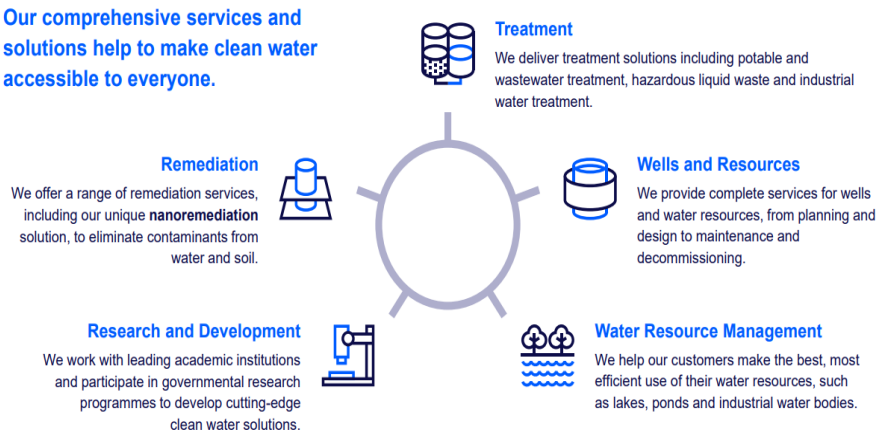 Our comprehensive services and
solutions help to make clean water
accessible to everyone.
Treatment
We deliver treatment solutions including potable and
wastewater treatment, hazardous liquid waste and industrial
water treatment.
Remediation
We offer a range of remediation services,
including our unique nanoremediation
solution, to eliminate contaminants from
water and soil.
Wells and Resources
We provide complete services for wells
and water resources, from planning and
design to maintenance and
decommissioning.
Research and Development
We work with leading academic institutions
and participate in governmental research
programmes to develop cutting-edge
clean water solutions.
Water Resource Management
We help our customers make the best, most
efficient use of their water resources, such
as lakes, ponds and industrial water bodies.